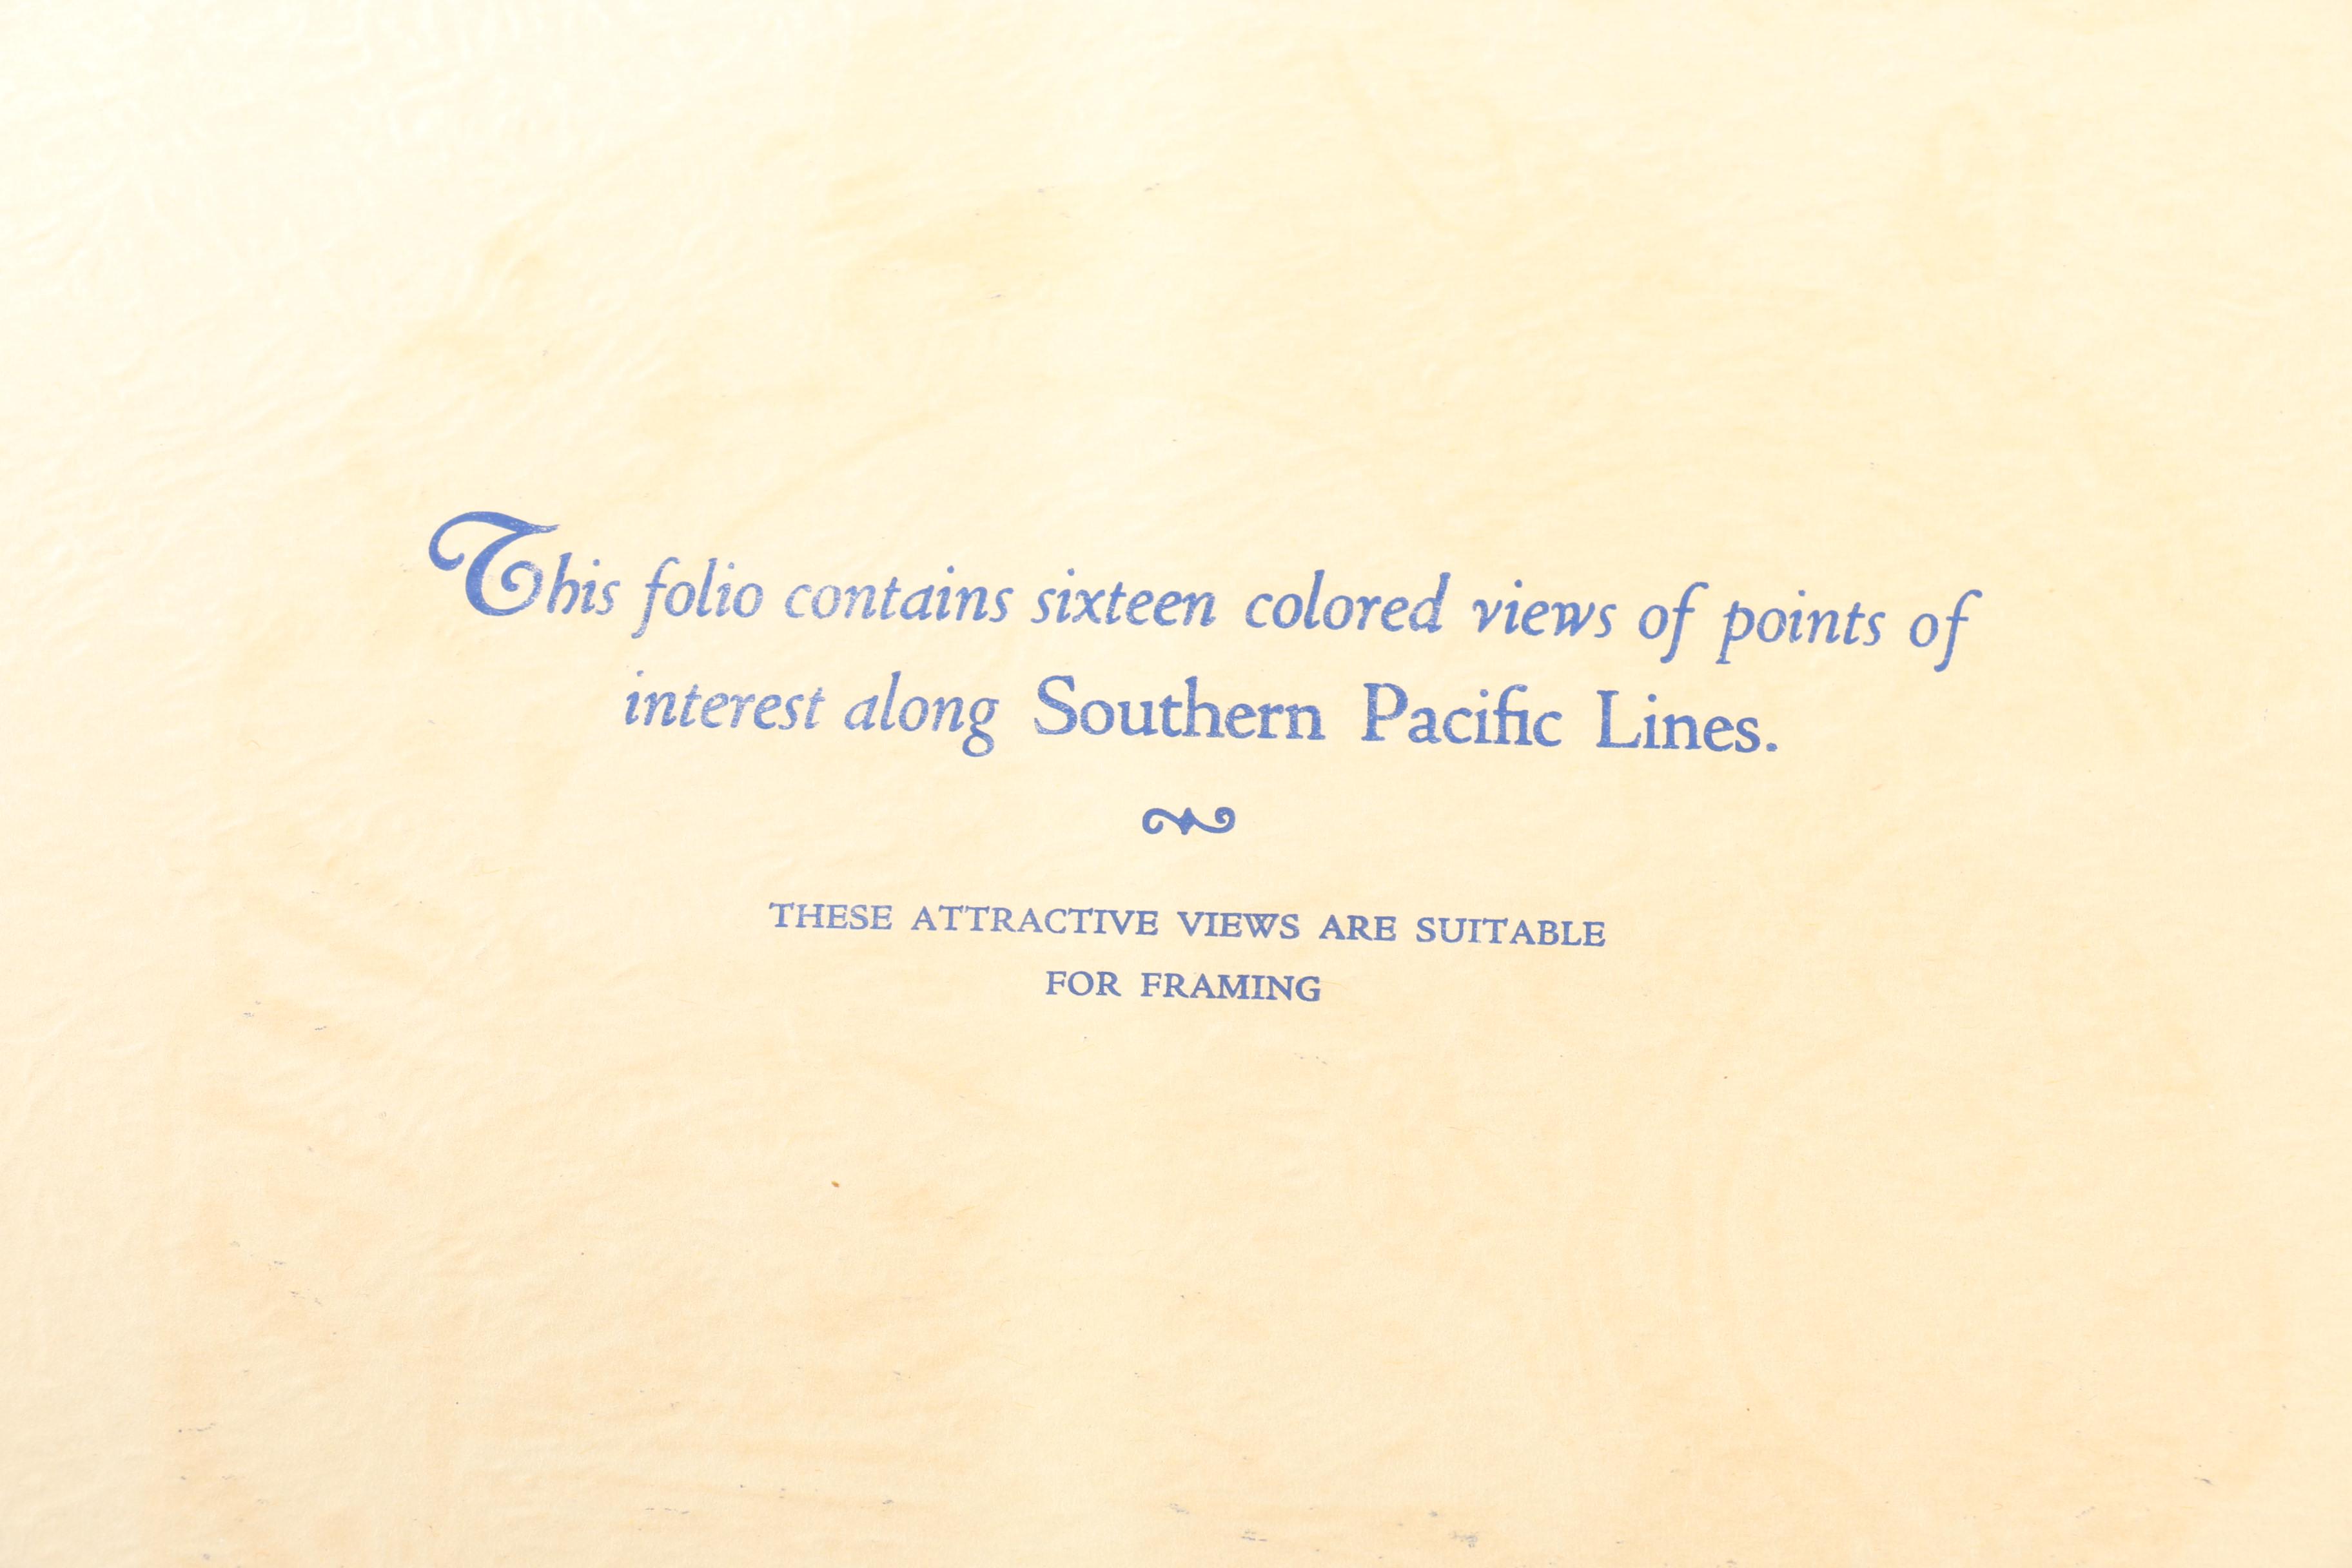 This folio contains sixteen colored views of points of
interest along Southern Pacific Lines.
THESE ATTRACTIVE VIEWS ARE SUITABLE
FOR FRAMING